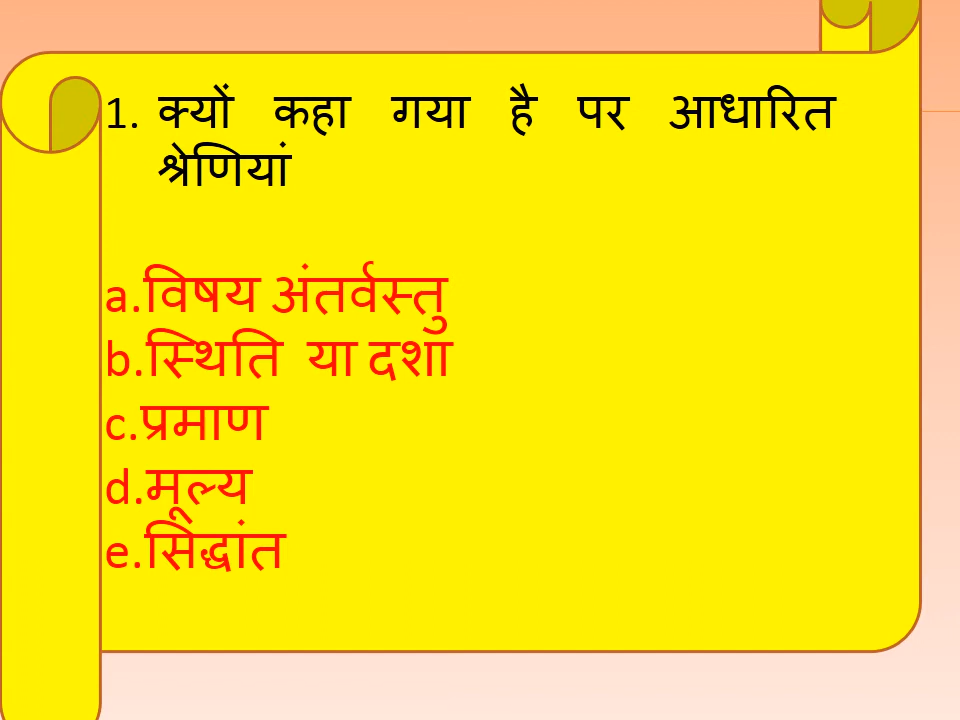 1. क्यों कहा गया है पर आधारित
श्रेणियां
a.विषय अंतर्वस्तु
b.स्थिति या दशा
c.प्रमाण
d.मूल्य
e.सिद्धांत